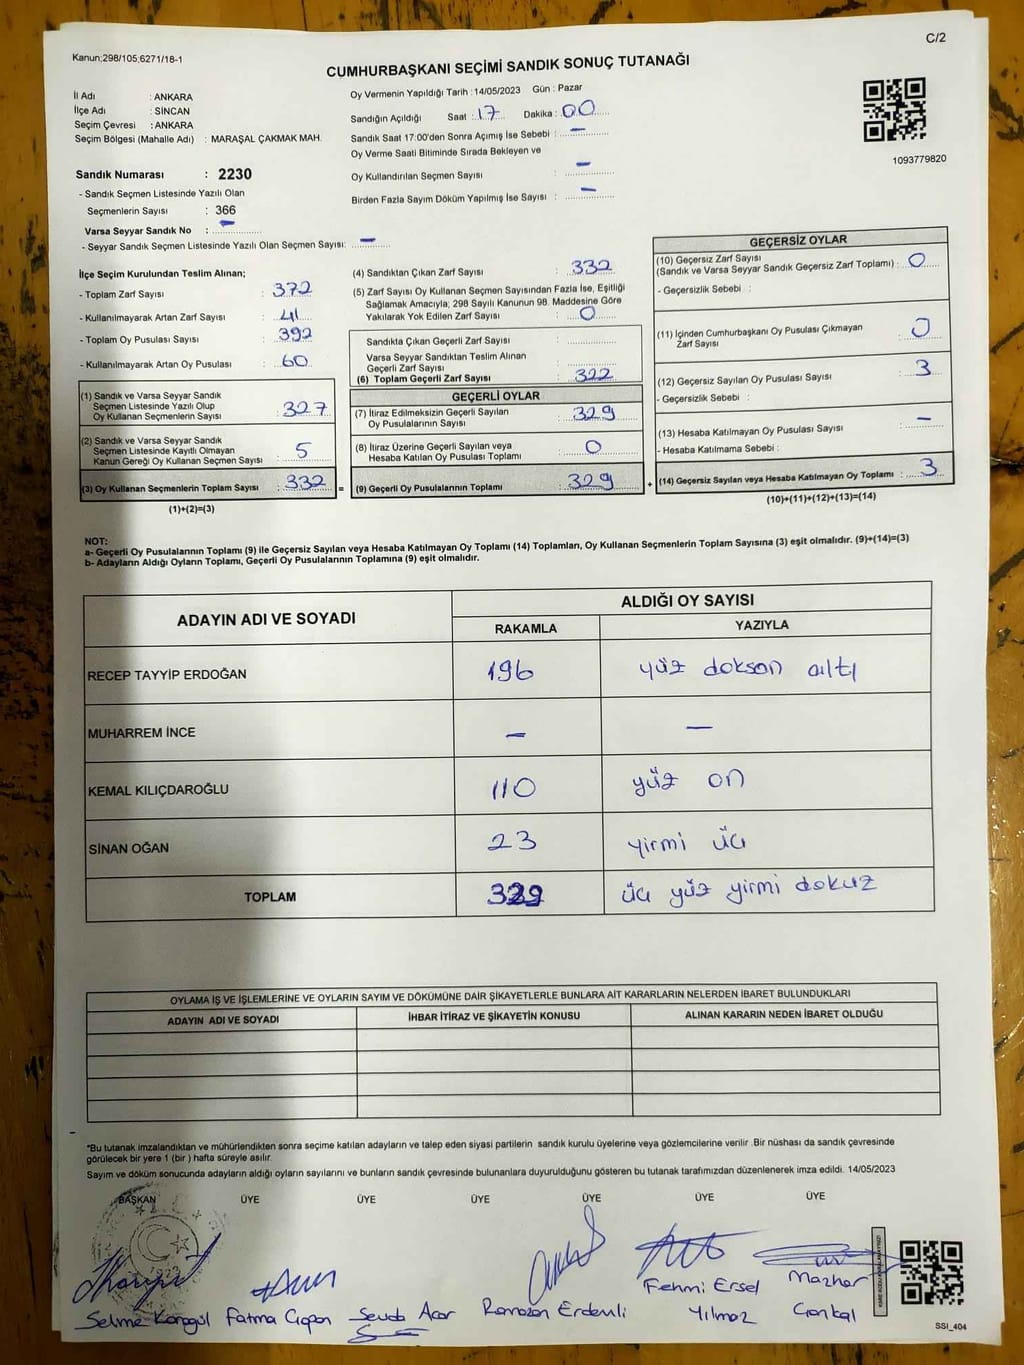 C/2
Kanun;298/105,6271/18-1
CUMHURBAŞKANI SEÇİMİ SANDIK SONUÇ TUTANAĞI
İl Adı : ANKARA
İlçe Adı : SİNCAN
Seçim Çevresi : ANKARA
Seçim Bölgesi (Mahalle Adı) : MARAŞAL ÇAKMAK MAH.
Sandık Numarası : 2230
- Sandık Seçmen Listesinde Yazılı Olan
Seçmenlerin Sayısı : 366
Varsa Seyyar Sandık No : –
- Seyyar Sandık Seçmen Listesinde Yazılı Olan Seçmen Sayısı: –
Oy Vermenin Yapıldığı Tarih : 14/05/2023 Gün : Pazar
Sandığın Açıldığı Saat : 17 Dakika : 00
Sandık Saat 17:00'den Sonra Açımış İse Sebebi : –
Oy Verme Saati Bitiminde Sırada Bekleyen ve
Oy Kullandırılan Seçmen Sayısı : –
Birden Fazla Sayım Döküm Yapılmış İse Sayısı : –
1093779820
İlçe Seçim Kurulundan Teslim Alınan;
- Toplam Zarf Sayısı : 372
- Kullanılmayarak Artan Zarf Sayısı : 41
- Toplam Oy Pusulası Sayısı : 392
- Kullanılmayarak Artan Oy Pusulası : 60
(1) Sandık ve Varsa Seyyar Sandık
Seçmen Listesinde Yazılı Olup
Oy Kullanan Seçmenlerin Sayısı : 327
(2) Sandık ve Varsa Seyyar Sandık
Seçmen Listesinde Kayıtlı Olmayan
Kanun Gereği Oy Kullanan Seçmen Sayısı : 5
(3) Oy Kullanan Seçmenlerin Toplam Sayısı : 332 =
(1)+(2)=(3)
(4) Sandıktan Çıkan Zarf Sayısı : 332
(5) Zarf Sayısı Oy Kullanan Seçmen Sayısından Fazla İse, Eşitliği
Sağlamak Amacıyla; 298 Sayılı Kanunun 98. Maddesine Göre
Yakılarak Yok Edilen Zarf Sayısı : 0
Sandıkta Çıkan Geçerli Zarf Sayısı :
Varsa Seyyar Sandıktan Teslim Alınan
Geçerli Zarf Sayısı :
(6) Toplam Geçerli Zarf Sayısı : 322
GEÇERLİ OYLAR
(7) İtiraz Edilmeksizin Geçerli Sayılan
Oy Pusulalarının Sayısı : 329
(8) İtiraz Üzerine Geçerli Sayılan veya
Hesaba Katılan Oy Pusulası Toplamı : 0
(9) Geçerli Oy Pusulalarının Toplamı : 329 +
GEÇERSİZ OYLAR
(10) Geçersiz Zarf Sayısı
(Sandık ve Varsa Seyyar Sandık Geçersiz Zarf Toplamı) : 0
- Geçersizlik Sebebi :
(11) İçinden Cumhurbaşkanı Oy Pusulası Çıkmayan
Zarf Sayısı : 0
(12) Geçersiz Sayılan Oy Pusulası Sayısı : 3
- Geçersizlik Sebebi :
(13) Hesaba Katılmayan Oy Pusulası Sayısı : –
- Hesaba Katılmama Sebebi :
(14) Geçersiz Sayılan veya Hesaba Katılmayan Oy Toplamı : 3
(10)+(11)+(12)+(13)=(14)
NOT:
a- Geçerli Oy Pusulalarının Toplamı (9) ile Geçersiz Sayılan veya Hesaba Katılmayan Oy Toplamı (14) Toplamları, Oy Kullanan Seçmenlerin Toplam Sayısına (3) eşit olmalıdır. (9)+(14)=(3)
b- Adayların Aldığı Oyların Toplamı, Geçerli Oy Pusulalarının Toplamına (9) eşit olmalıdır.
ADAYIN ADI VE SOYADI
ALDIĞI OY SAYISI
RAKAMLA YAZIYLA
RECEP TAYYİP ERDOĞAN 196 yüz doksan altı
MUHARREM İNCE – –
KEMAL KILIÇDAROĞLU 110 yüz on
SİNAN OĞAN 23 yirmi üç
TOPLAM 329 üç yüz yirmi dokuz
OYLAMA İŞ VE İŞLEMLERİNE VE OYLARIN SAYIM VE DÖKÜMÜNE DAİR ŞİKAYETLERLE BUNLARA AİT KARARLARIN NELERDEN İBARET BULUNDUKLARI
ADAYIN ADI VE SOYADI İHBAR İTİRAZ VE ŞİKAYETİN KONUSU ALINAN KARARIN NEDEN İBARET OLDUĞU
*Bu tutanak imzalandıktan ve mühürlendikten sonra seçime katılan adayların ve talep eden siyasi partilerin sandık kurulu üyelerine veya gözlemcilerine verilir .Bir nüshası da sandık çevresinde
görülecek bir yere 1 (bir ) hafta süreyle asılır.
Sayım ve döküm sonucunda adayların aldığı oyların sayılarını ve bunların sandık çevresinde bulunanlara duyurulduğunu gösteren bu tutanak tarafımızdan düzenlenerek imza edildi. 14/05/2023
BAŞKAN ÜYE ÜYE ÜYE ÜYE ÜYE ÜYE
Selime Karagül Fatma Çapan Sevda Acar Ramazan Erdemli Fehmi Ersel Yılmaz Mazhar Cankal
SSI_404